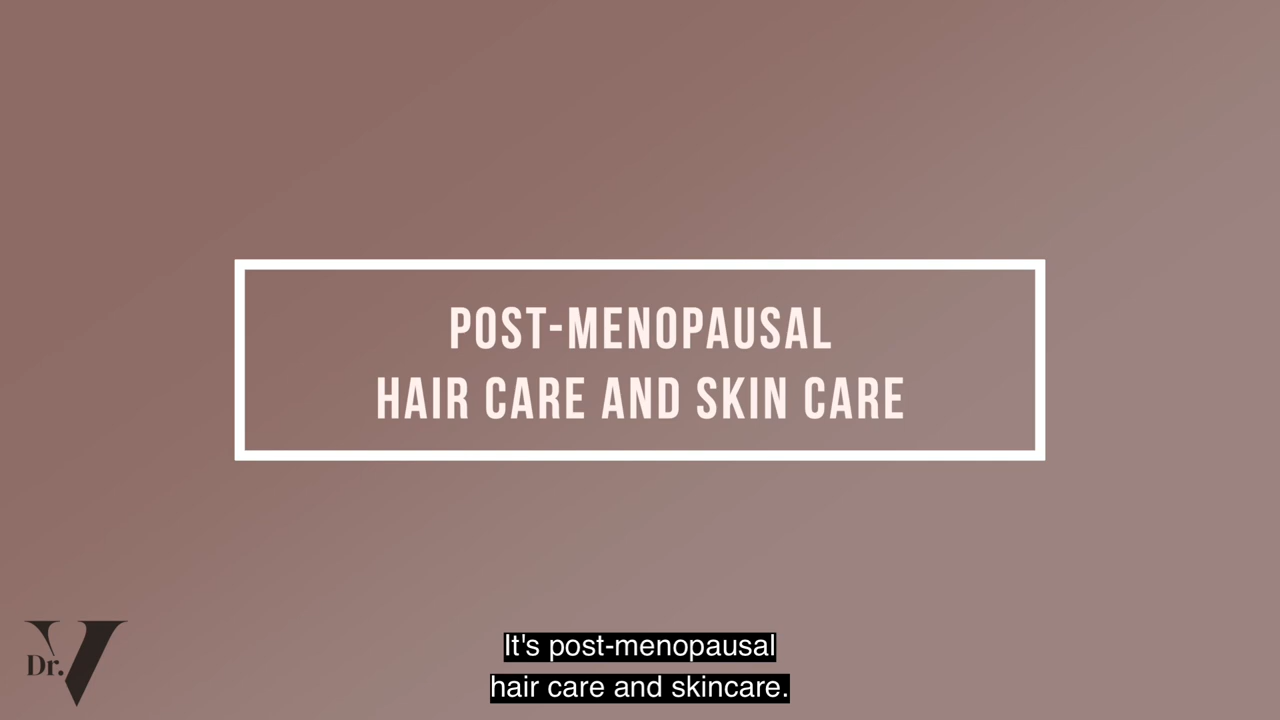 POST-MENOPAUSAL
HAIR CARE AND SKIN CARE
Dr. V
It's post-menopausal
hair care and skincare.